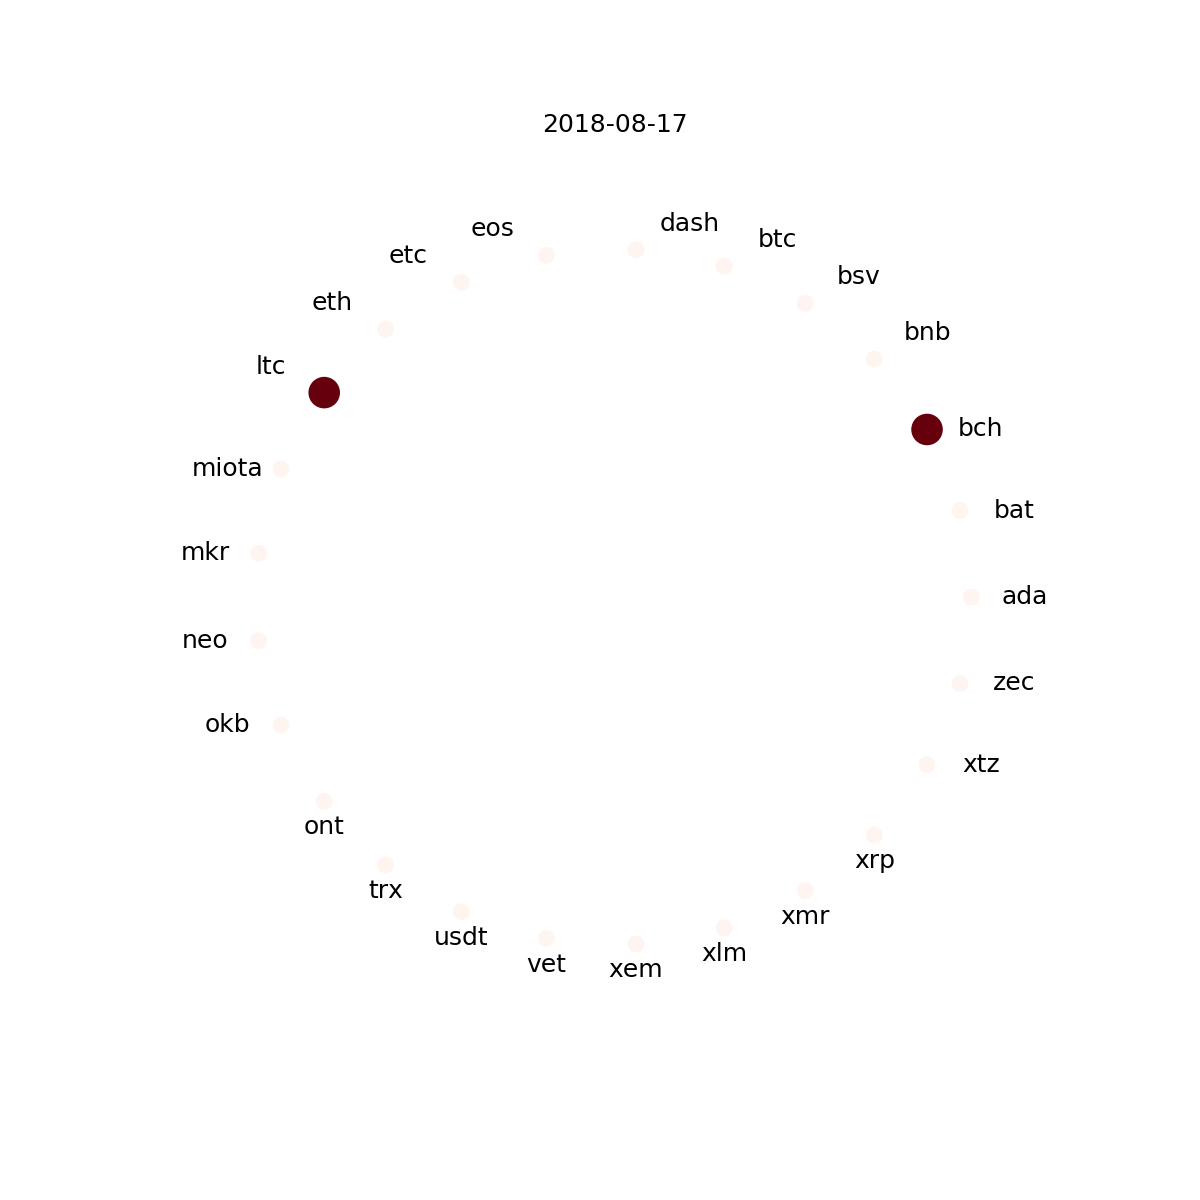 2018-08-17
dash
eos
btc
etc
bsv
eth
bnb
ltc
bch
miota
bat
mkr
ada
neo
zec
okb
xtz
ont
xrp
trx
xmr
usdt
xlm
vet
xem